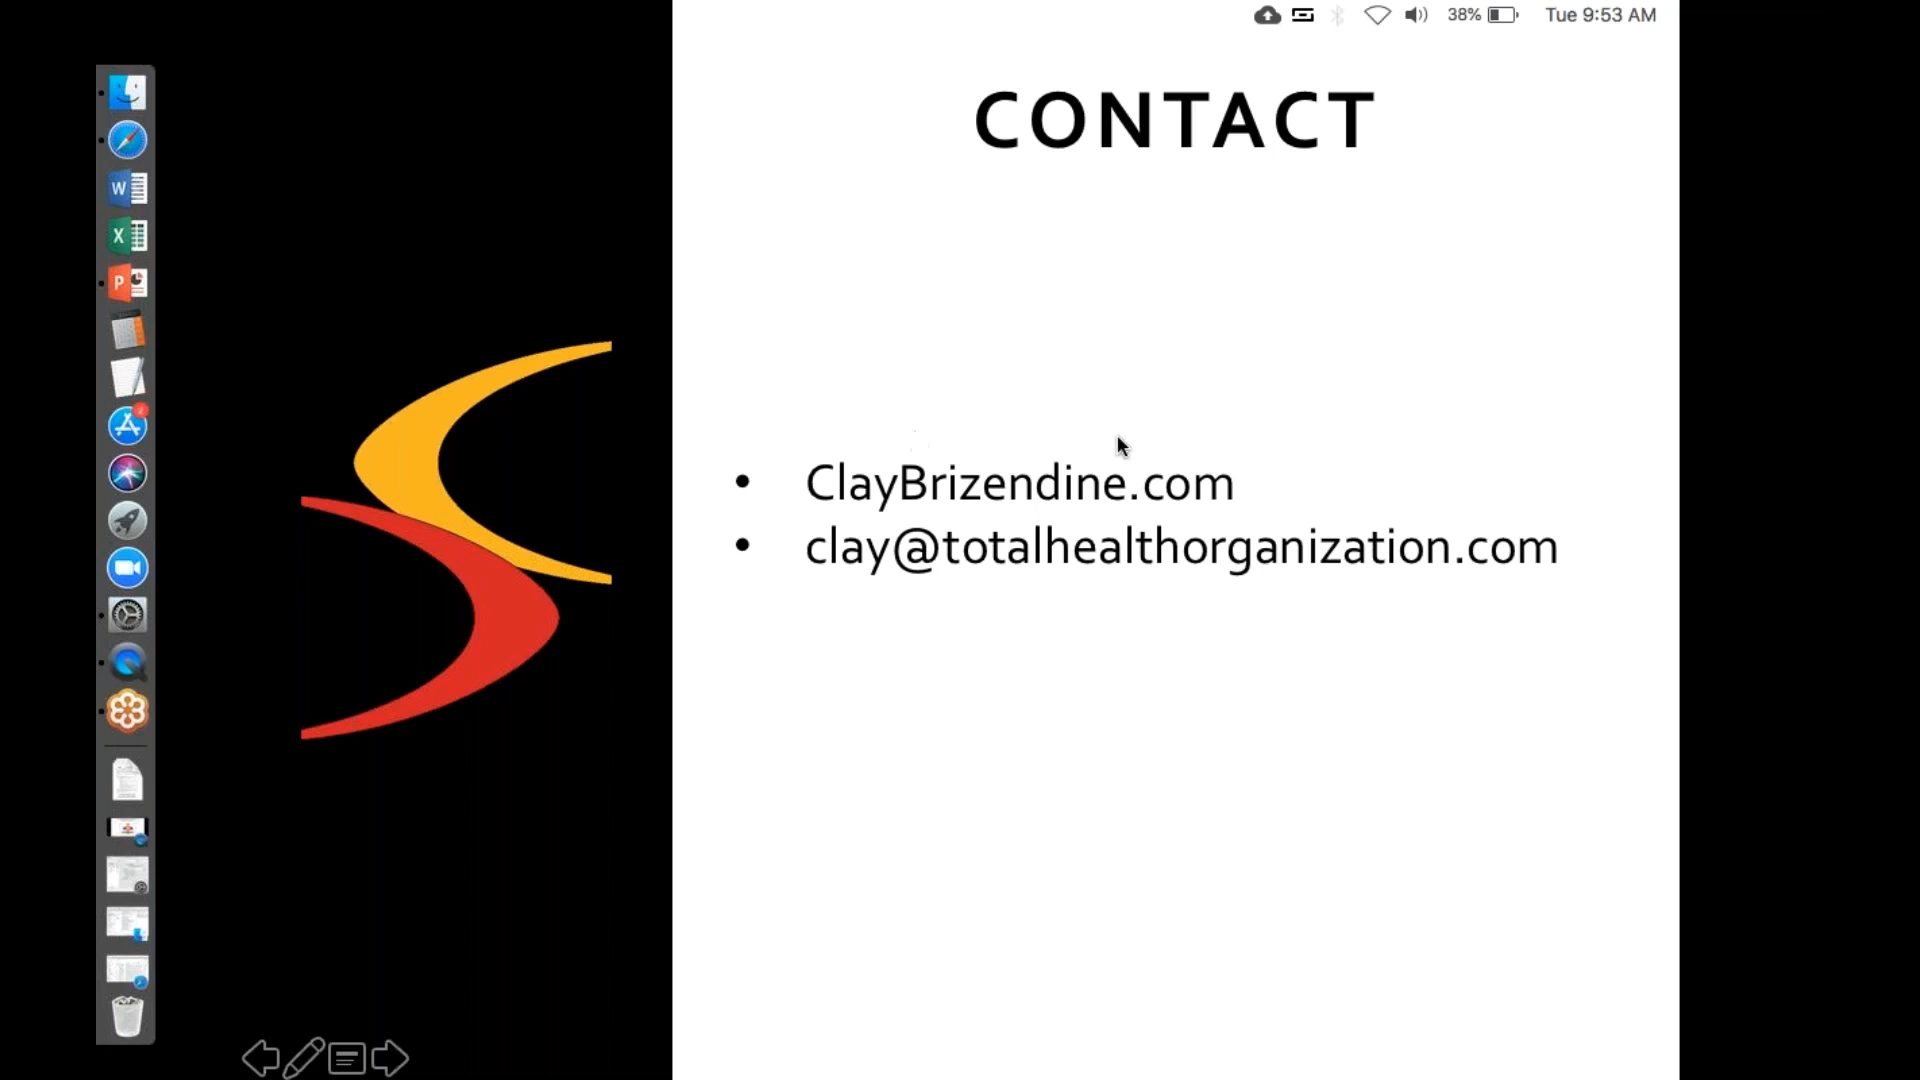 38% Tue 9:53 AM
CONTACT
• ClayBrizendine.com
• clay@totalhealthorganization.com
W
X
P